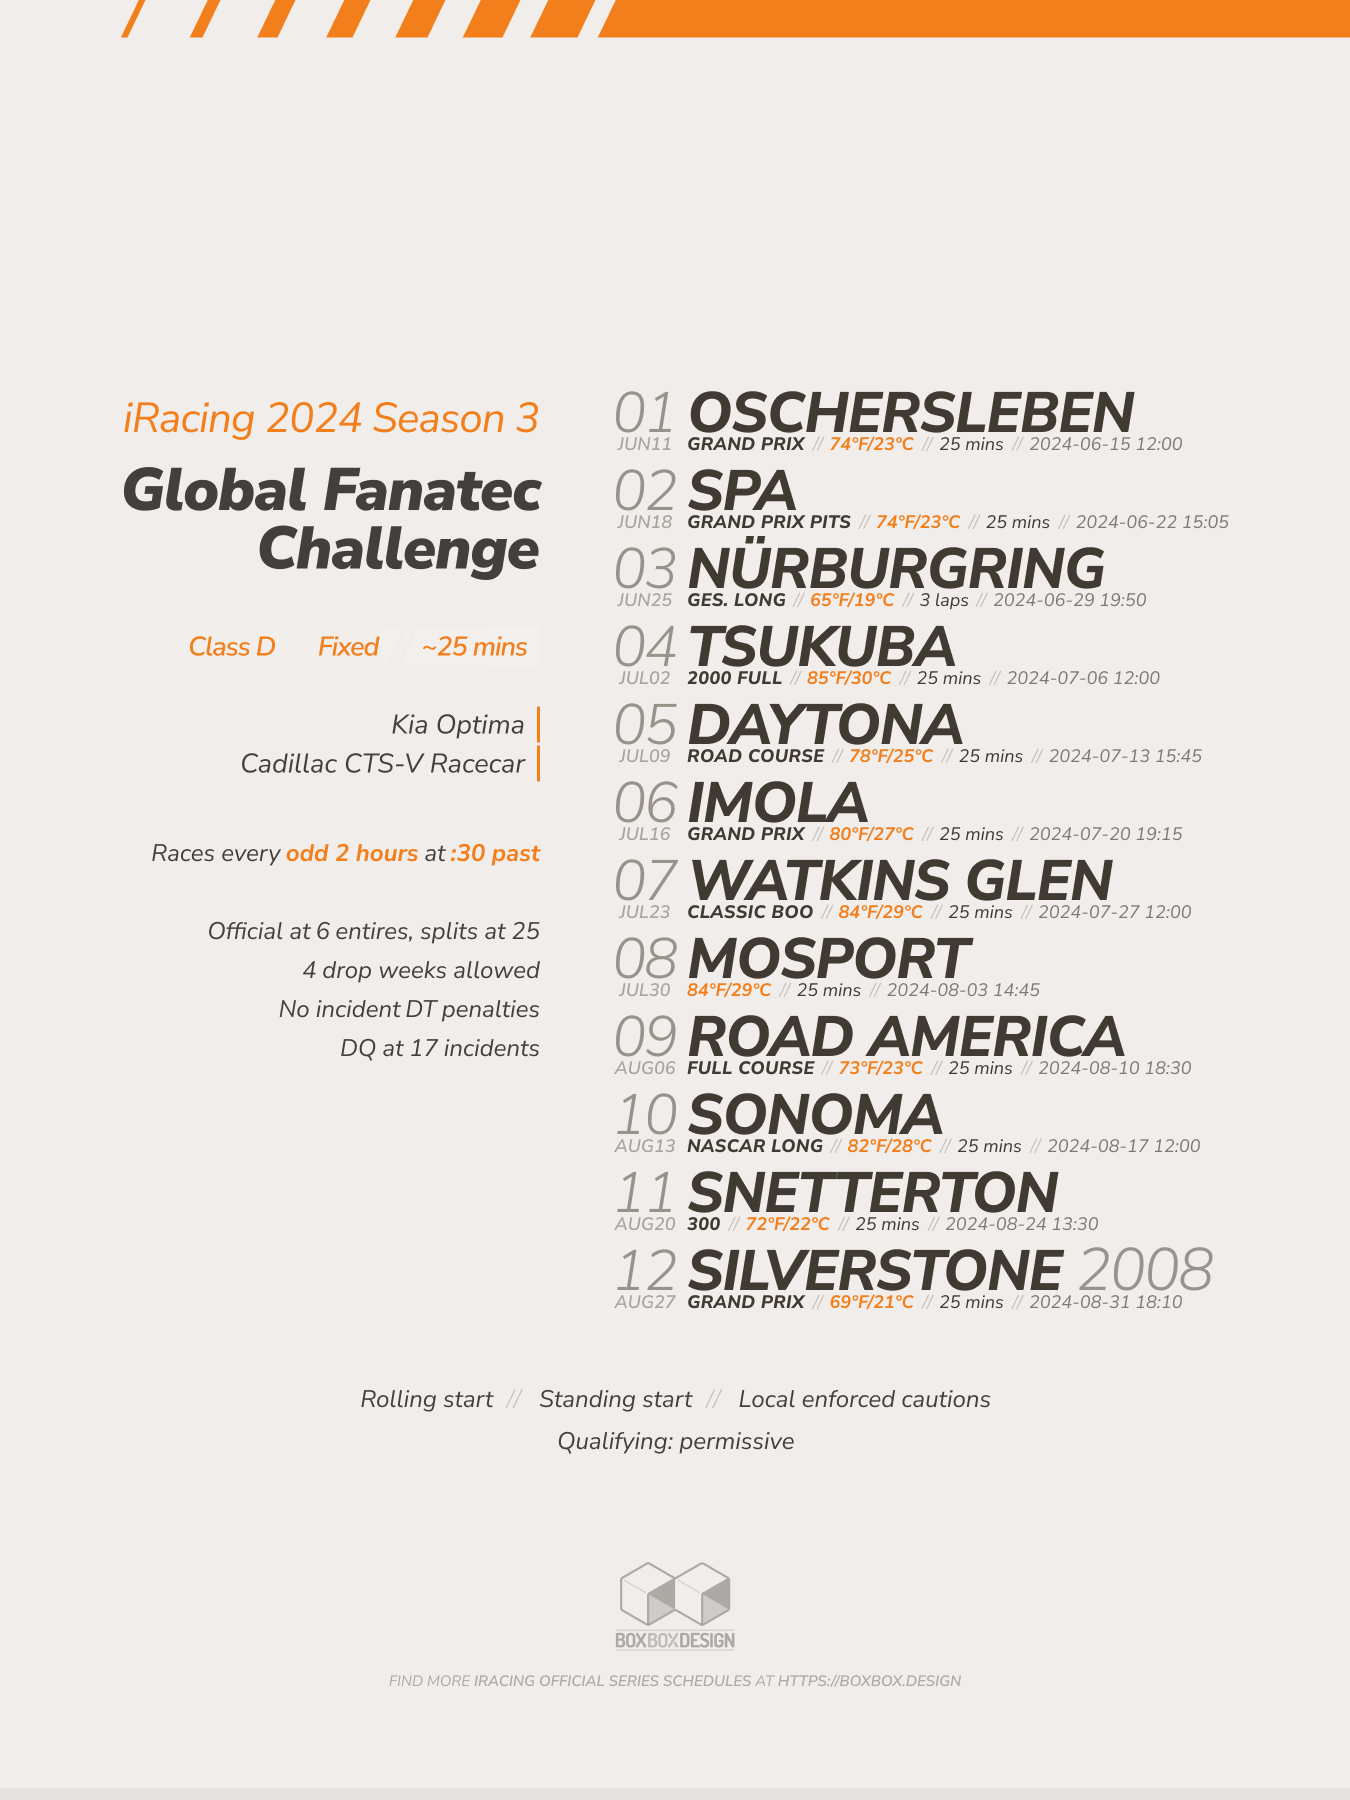 iRacing 2024 Season 3
Global Fanatec
Challenge
Class D Fixed // ~25 mins
Kia Optima
Cadillac CTS-V Racecar
Races every odd 2 hours at :30 past
Official at 6 entires, splits at 25
4 drop weeks allowed
No incident DT penalties
DQ at 17 incidents
01 OSCHERSLEBEN
JUN11 GRAND PRIX // 74°F/23°C // 25 mins // 2024-06-15 12:00
02 SPA
JUN18 GRAND PRIX PITS // 74°F/23°C // 25 mins // 2024-06-22 15:05
03 NÜRBURGRING
JUN25 GES. LONG // 65°F/19°C // 3 laps // 2024-06-29 19:50
04 TSUKUBA
JUL02 2000 FULL // 85°F/30°C // 25 mins // 2024-07-06 12:00
05 DAYTONA
JUL09 ROAD COURSE // 78°F/25°C // 25 mins // 2024-07-13 15:45
06 IMOLA
JUL16 GRAND PRIX // 80°F/27°C // 25 mins // 2024-07-20 19:15
07 WATKINS GLEN
JUL23 CLASSIC BOO // 84°F/29°C // 25 mins // 2024-07-27 12:00
08 MOSPORT
JUL30 84°F/29°C // 25 mins // 2024-08-03 14:45
09 ROAD AMERICA
AUG06 FULL COURSE // 73°F/23°C // 25 mins // 2024-08-10 18:30
10 SONOMA
AUG13 NASCAR LONG // 82°F/28°C // 25 mins // 2024-08-17 12:00
11 SNETTERTON
AUG20 300 // 72°F/22°C // 25 mins // 2024-08-24 13:30
12 SILVERSTONE 2008
AUG27 GRAND PRIX // 69°F/21°C // 25 mins // 2024-08-31 18:10
Rolling start // Standing start // Local enforced cautions
Qualifying: permissive
BOXBOXDESIGN
FIND MORE IRACING OFFICIAL SERIES SCHEDULES AT HTTPS://BOXBOX.DESIGN